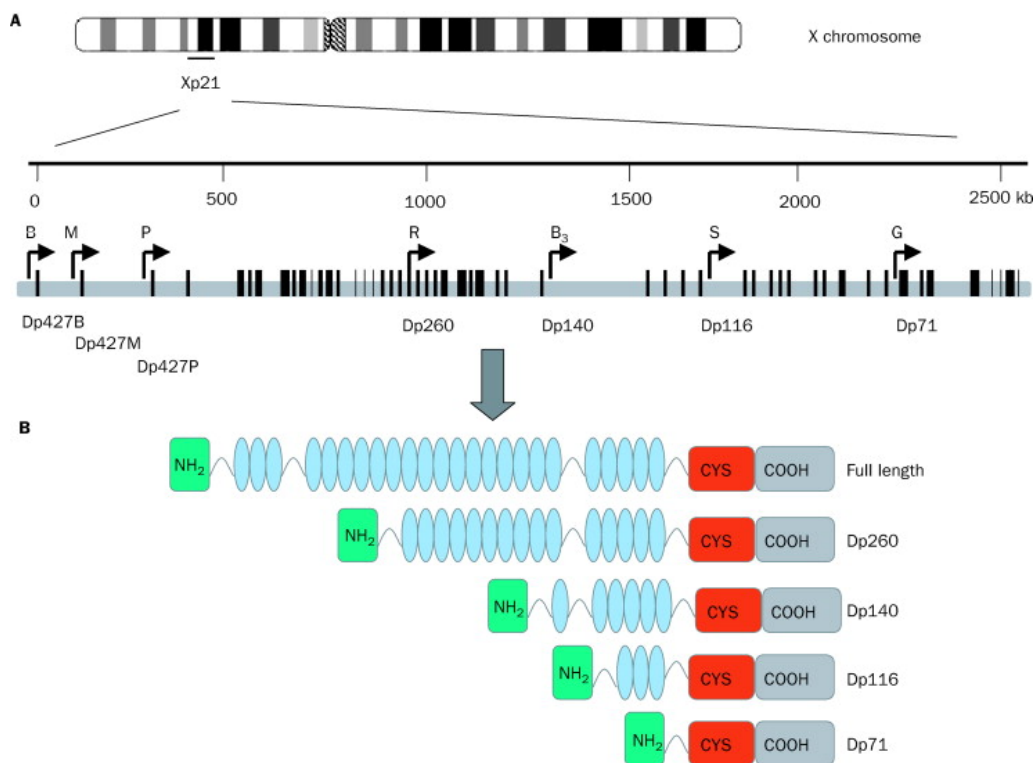 A
X chromosome
Xp21
0 500 1000 1500 2000 2500 kb
B M P R B₃ S G
Dp427B Dp260 Dp140 Dp116 Dp71
Dp427M
Dp427P
B
NH₂ CYS COOH Full length
NH₂ CYS COOH Dp260
NH₂ CYS COOH Dp140
NH₂ CYS COOH Dp116
NH₂ CYS COOH Dp71